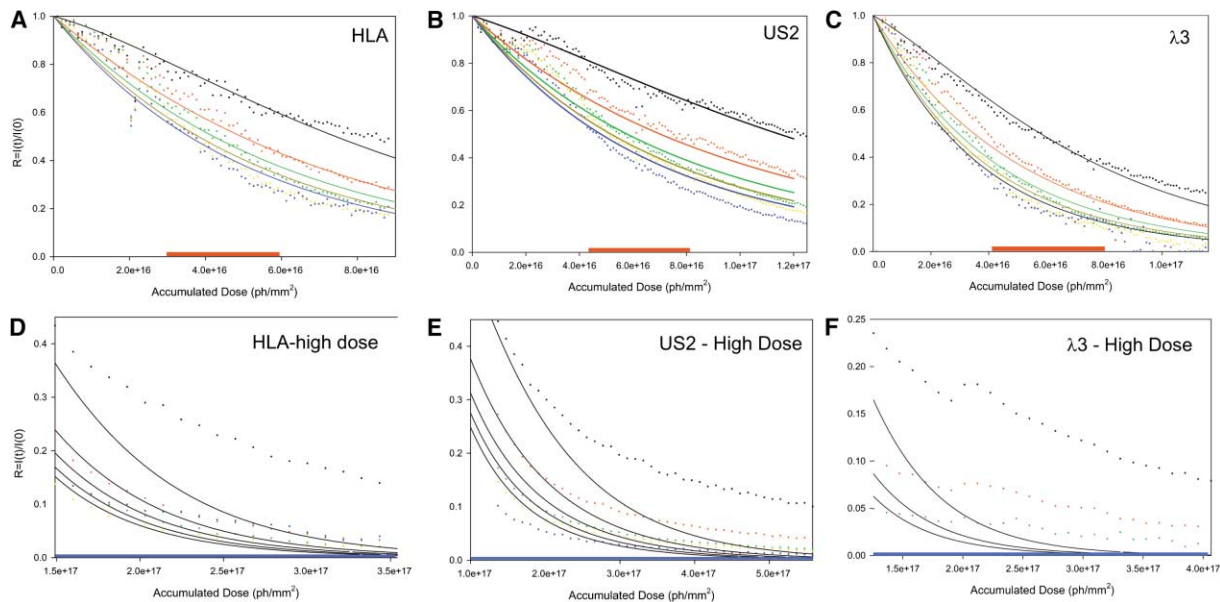 A HLA
R=I(t)/I(0)
1.0
0.8
0.6
0.4
0.2
0.0
0.0 2.0e+16 4.0e+16 6.0e+16 8.0e+16
Accumulated Dose (ph/mm²)
B US2
1.0
0.8
0.6
0.4
0.2
0.0
0.0 2.0e+16 4.0e+16 6.0e+16 8.0e+16 1.0e+17 1.2e+17
Accumulated Dose (ph/mm²)
C λ3
1.0
0.8
0.6
0.4
0.2
0.0
0.0 2.0e+16 4.0e+16 6.0e+16 8.0e+16 1.0e+17
Accumulated Dose (ph/mm²)
D HLA-high dose
R=I(t)/I(0)
0.4
0.3
0.2
0.1
0.0
1.5e+17 2.0e+17 2.5e+17 3.0e+17 3.5e+17
Accumulated Dose (ph/mm²)
E US2 - High Dose
0.4
0.3
0.2
0.1
0.0
1.0e+17 2.0e+17 3.0e+17 4.0e+17 5.0e+17
Accumulated Dose (ph/mm²)
F λ3 - High Dose
0.25
0.20
0.15
0.10
0.05
0.00
1.5e+17 2.0e+17 2.5e+17 3.0e+17 3.5e+17 4.0e+17
Accumulated Dose (ph/mm²)